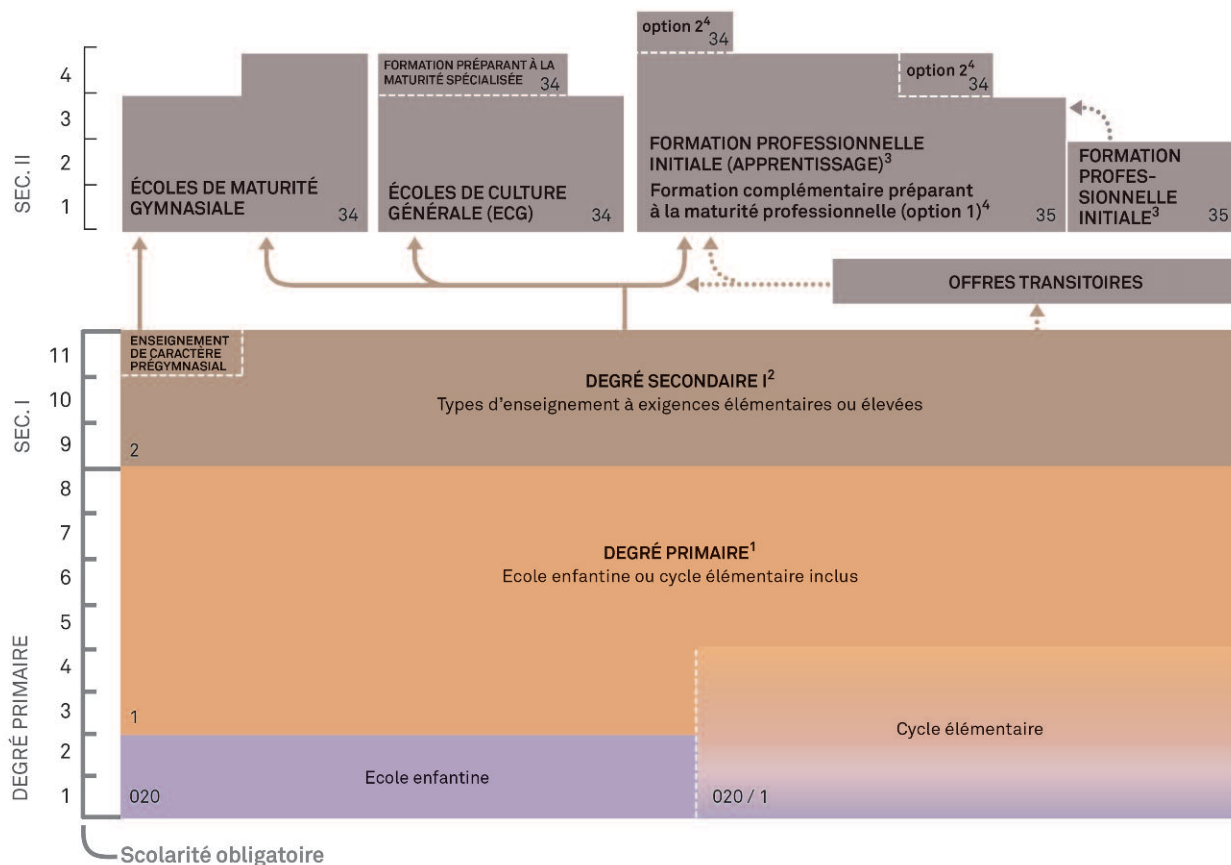 option 2⁴
34
4
FORMATION PRÉPARANT À LA
MATURITÉ SPÉCIALISÉE
34
option 2⁴
34
3
2
1
SEC. II
ÉCOLES DE MATURITÉ
GYMNASIALE
34
ÉCOLES DE CULTURE
GÉNÉRALE (ECG)
34
FORMATION PROFESSIONNELLE
INITIALE (APPRENTISSAGE)³
Formation complémentaire préparant
à la maturité professionnelle (option 1)⁴
35
FORMATION
PROFES-
SIONNELLE
INITIALE³
35
OFFRES TRANSITOIRES
11
10
9
SEC. I
ENSEIGNEMENT
DE CARACTÈRE
PRÉGYMNASIAL
DEGRÉ SECONDAIRE I²
Types d'enseignement à exigences élémentaires ou élevées
2
8
7
6
5
4
3
2
1
DEGRÉ PRIMAIRE
DEGRÉ PRIMAIRE¹
Ecole enfantine ou cycle élémentaire inclus
1
Cycle élémentaire
Ecole enfantine
020
020 / 1
Scolarité obligatoire